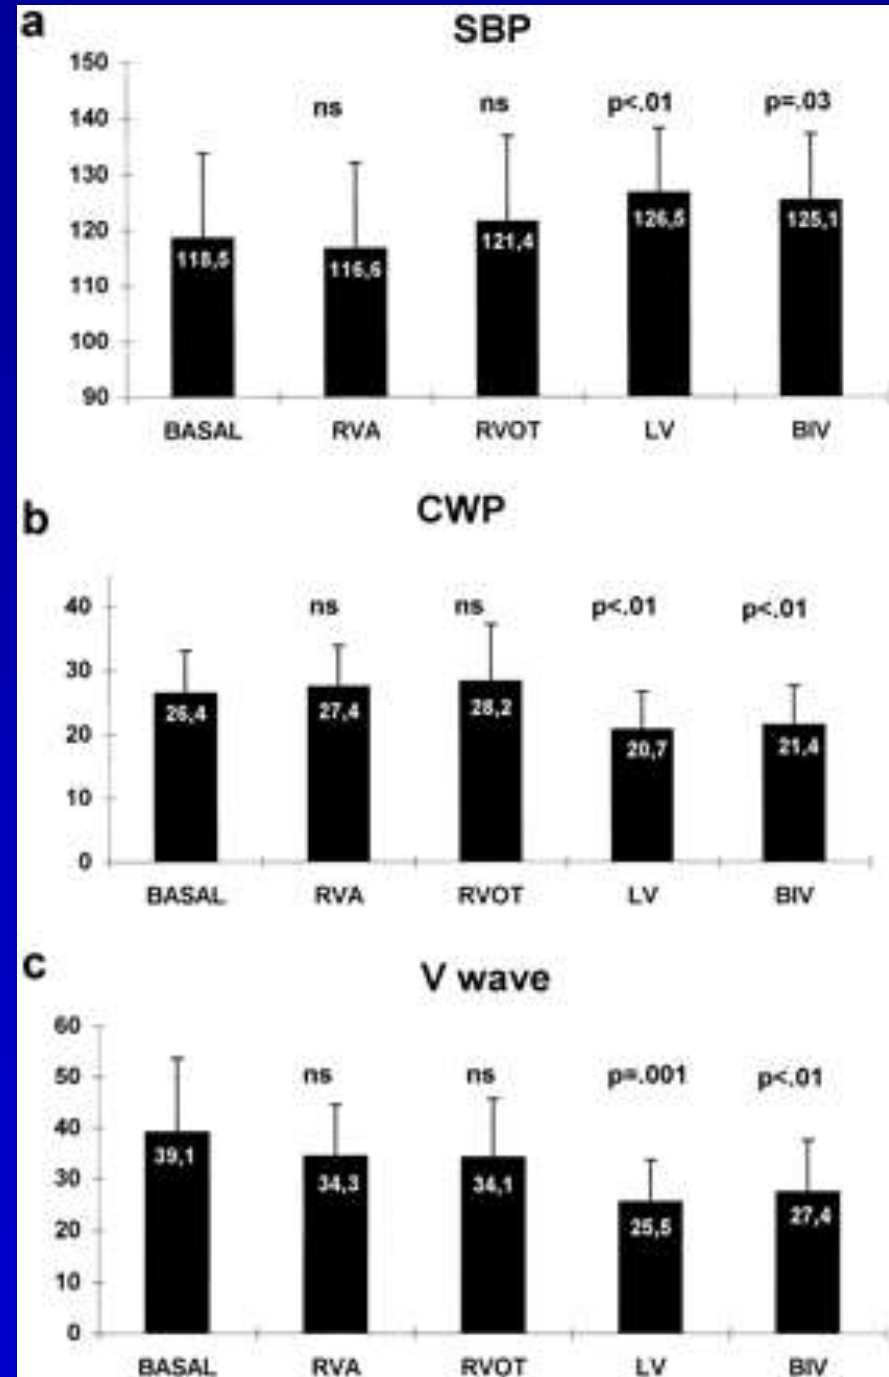 a
SBP
150
140
130
120
110
100
90
ns
ns
p<.01
p=.03
118,5
116,6
121,4
126,5
125,1
BASAL RVA RVOT LV BIV
b
CWP
40
30
20
10
0
ns
ns
p<.01
p<.01
26,4
27,4
28,2
20,7
21,4
BASAL RVA RVOT LV BIV
c
V wave
60
50
40
30
20
10
0
ns
ns
p=.001
p<.01
39,1
34,3
34,1
25,5
27,4
BASAL RVA RVOT LV BIV